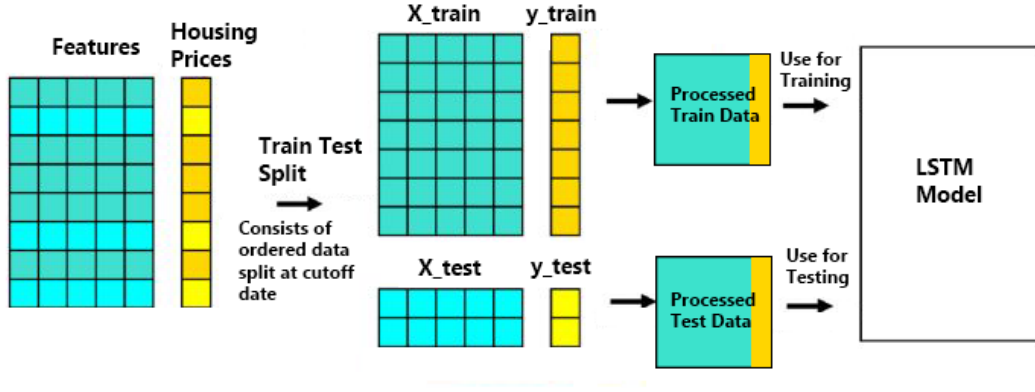 Features
Housing
Prices
Train Test
Split
Consists of
ordered data
split at cutoff
date
X_train
y_train
X_test
y_test
Processed
Train Data
Use for
Training
Processed
Test Data
Use for
Testing
LSTM
Model